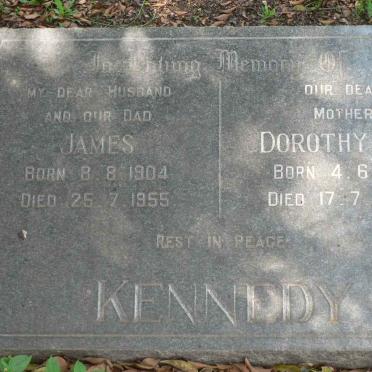 In Loving Memory Of
My Dear Husband
and Our Dad
James
Born 8. 8. 1904
Died 25. 7. 1955
Our Dea
Mother
Dorothy
Born 4. 6
Died 17. 7
Rest in Peace
KENNEDY